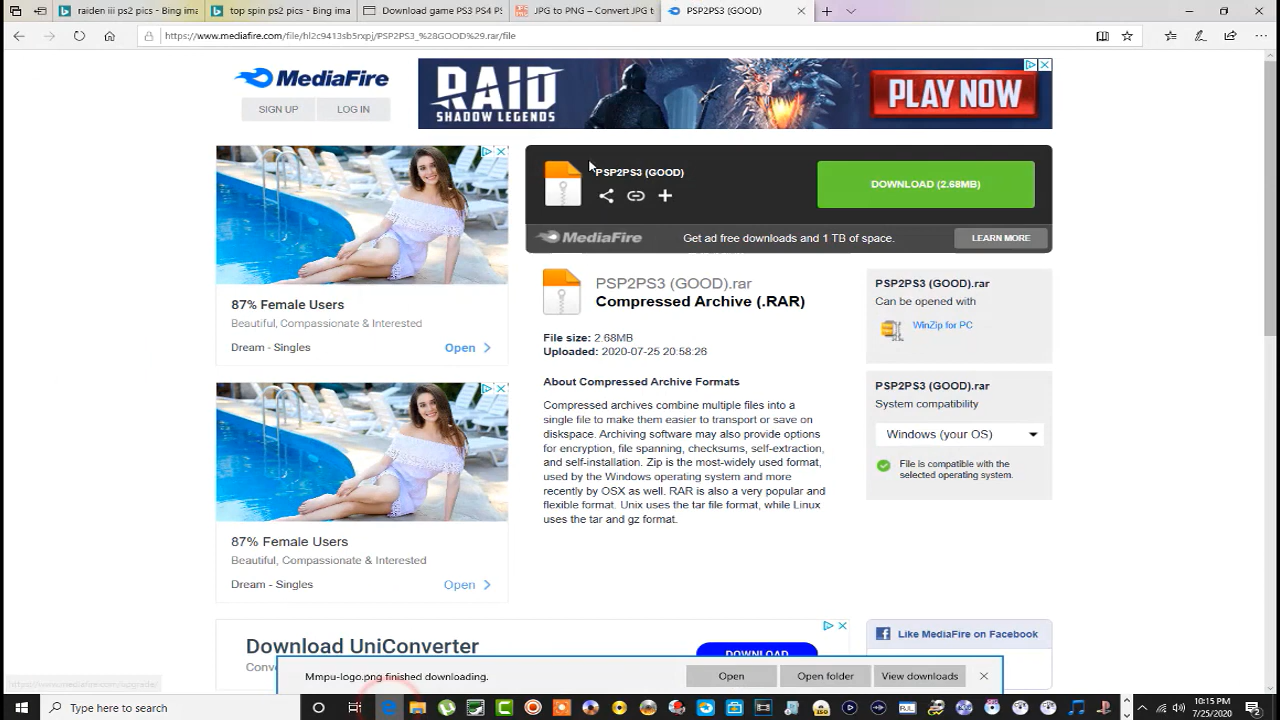 raiden iii ps2 pics - Bing ima
top spin ps2 pics - Bing ima
Download game PS3 PS4 PS
JPG to PNG – Convert JPG to
PSP2PS3 (GOOD)
https://www.mediafire.com/file/hl2c9413sb5rxpj/PSP2PS3_%28GOOD%29.rar/file
MediaFire
SIGN UP
LOG IN
RAID
SHADOW LEGENDS
PLAY NOW
PSP2PS3 (GOOD)
DOWNLOAD (2.68MB)
MediaFire
Get ad free downloads and 1 TB of space.
LEARN MORE
87% Female Users
Beautiful, Compassionate & Interested
Dream - Singles
Open
PSP2PS3 (GOOD).rar
Compressed Archive (.RAR)
File size: 2.68MB
Uploaded: 2020-07-25 20:58:26
About Compressed Archive Formats
Compressed archives combine multiple files into a
single file to make them easier to transport or save on
diskspace. Archiving software may also provide options
for encryption, file spanning, checksums, self-extraction,
and self-installation. Zip is the most-widely used format,
used by the Windows operating system and more
recently by OSX as well. RAR is also a very popular and
flexible format. Unix uses the tar file format, while Linux
uses the tar and gz format.
PSP2PS3 (GOOD).rar
Can be opened with
WinZip for PC
PSP2PS3 (GOOD).rar
System compatibility
Windows (your OS)
File is compatible with the
selected operating system.
87% Female Users
Beautiful, Compassionate & Interested
Dream - Singles
Open
Download UniConverter
DOWNLOAD
Like MediaFire on Facebook
Mmpu-logo.png finished downloading.
Open
Open folder
View downloads
https://www.mediafire.com/upgrade/
Type here to search
10:15 PM
7/25/2020